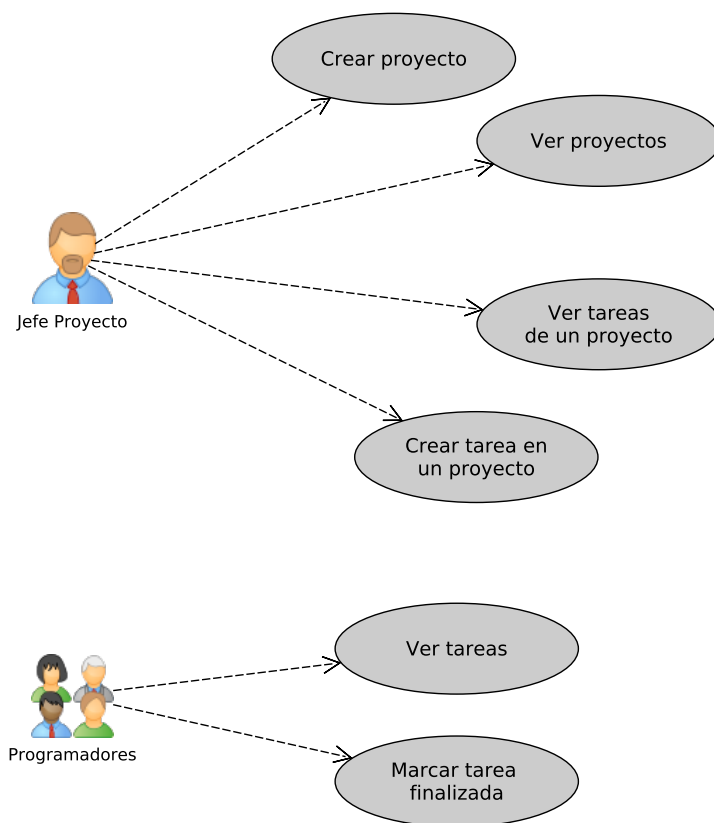 Crear proyecto
Ver proyectos
Jefe Proyecto
Ver tareas
de un proyecto
Crear tarea en
un proyecto
Ver tareas
Programadores
Marcar tarea
finalizada